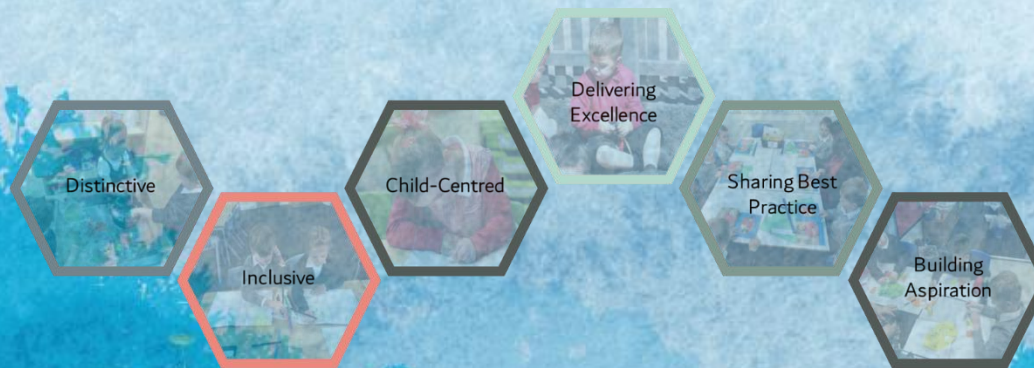 Distinctive
Inclusive
Child-Centred
Delivering
Excellence
Sharing Best
Practice
Building
Aspiration